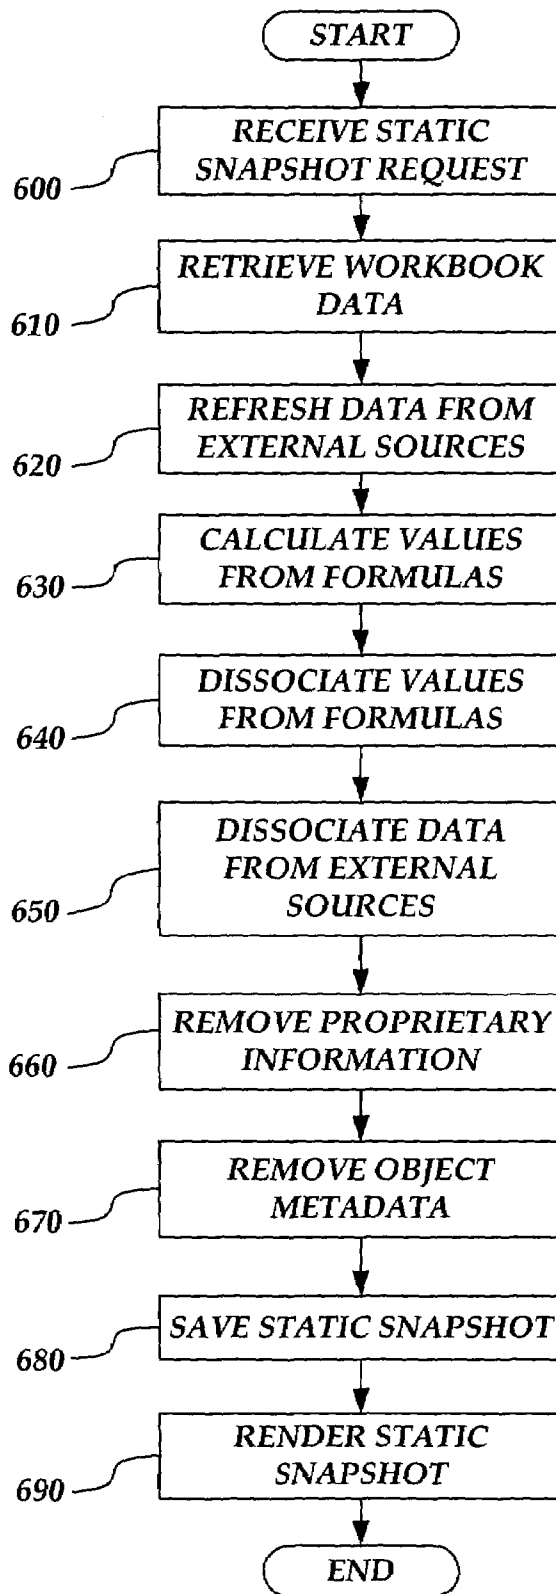 START
RECEIVE STATIC
SNAPSHOT REQUEST
600
RETRIEVE WORKBOOK
DATA
610
REFRESH DATA FROM
EXTERNAL SOURCES
620
CALCULATE VALUES
FROM FORMULAS
630
DISSOCIATE VALUES
FROM FORMULAS
640
DISSOCIATE DATA
FROM EXTERNAL
SOURCES
650
REMOVE PROPRIETARY
INFORMATION
660
REMOVE OBJECT
METADATA
670
SAVE STATIC SNAPSHOT
680
RENDER STATIC
SNAPSHOT
690
END